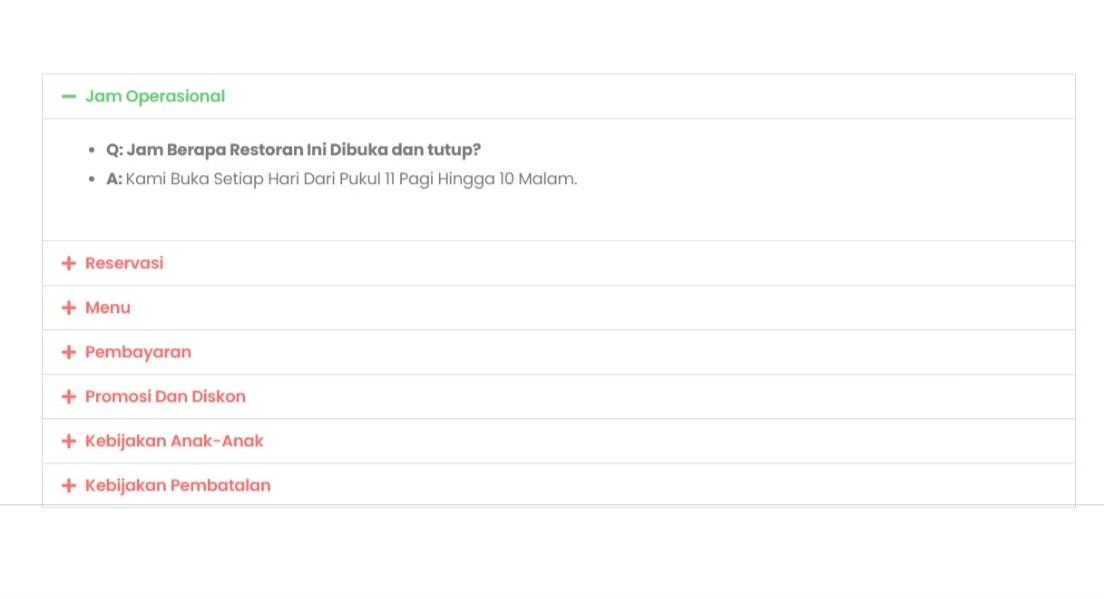 Jam Operasional
Q: Jam Berapa Restoran Ini Dibuka dan tutup?
A: Kami Buka Setiap Hari Dari Pukul 11 Pagi Hingga 10 Malam.
Reservasi
Menu
Pembayaran
Promosi Dan Diskon
Kebijakan Anak-Anak
Kebijakan Pembatalan